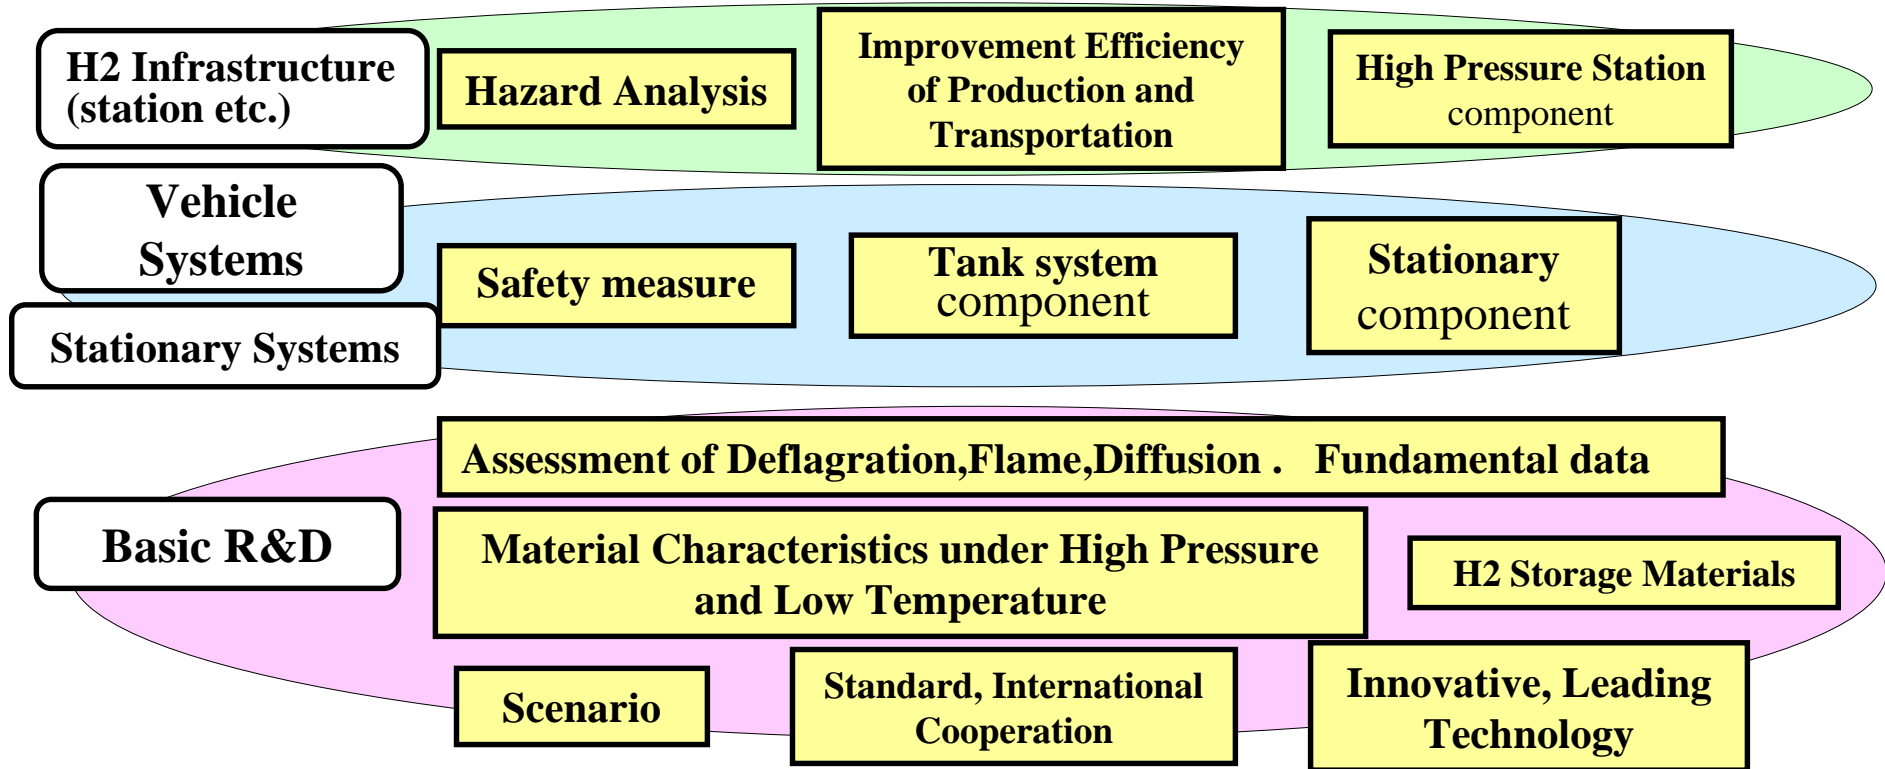 H2 Infrastructure
(station etc.)
Hazard Analysis
Improvement Efficiency
of Production and
Transportation
High Pressure Station
component
Vehicle
Systems
Stationary Systems
Safety measure
Tank system
component
Stationary
component
Basic R&D
Assessment of Deflagration,Flame,Diffusion .   Fundamental data
Material Characteristics under High Pressure
and Low Temperature
H2 Storage Materials
Scenario
Standard, International
Cooperation
Innovative, Leading
Technology